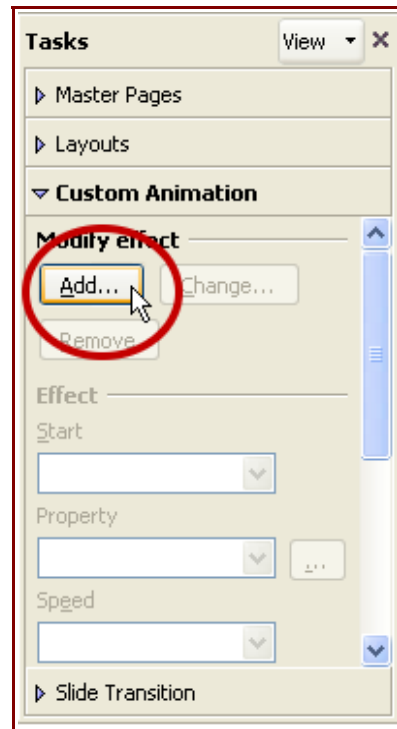 Tasks View
Master Pages
Layouts
Custom Animation
Modify effect
Add... Change...
Remove
Effect
Start
Property
...
Speed
Slide Transition